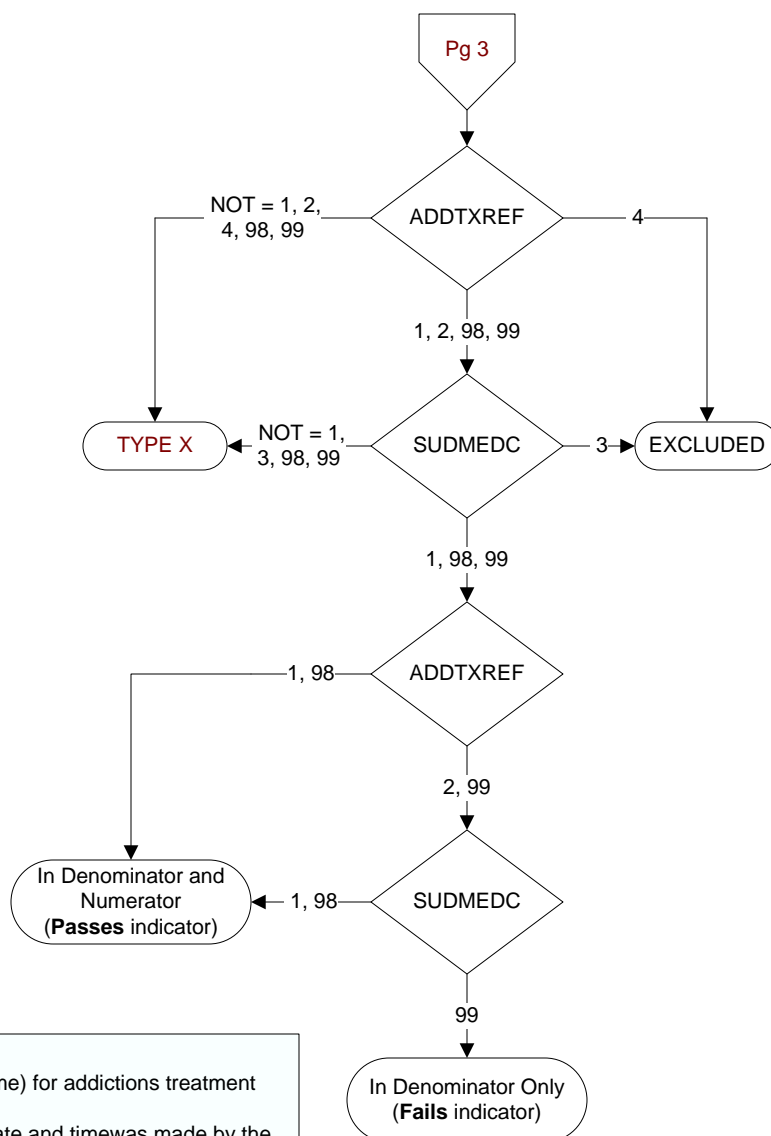 Pg 3
NOT = 1, 2,
4, 98, 99
ADDTXREF
4
1, 2, 98, 99
TYPE X
NOT = 1,
3, 98, 99
SUDMEDC
3
EXCLUDED
1, 98, 99
1, 98
ADDTXREF
2, 99
In Denominator and
Numerator
(Passes indicator)
1, 98
SUDMEDC
99
In Denominator Only
(Fails indicator)
for addictions treatment
and timewas made by the